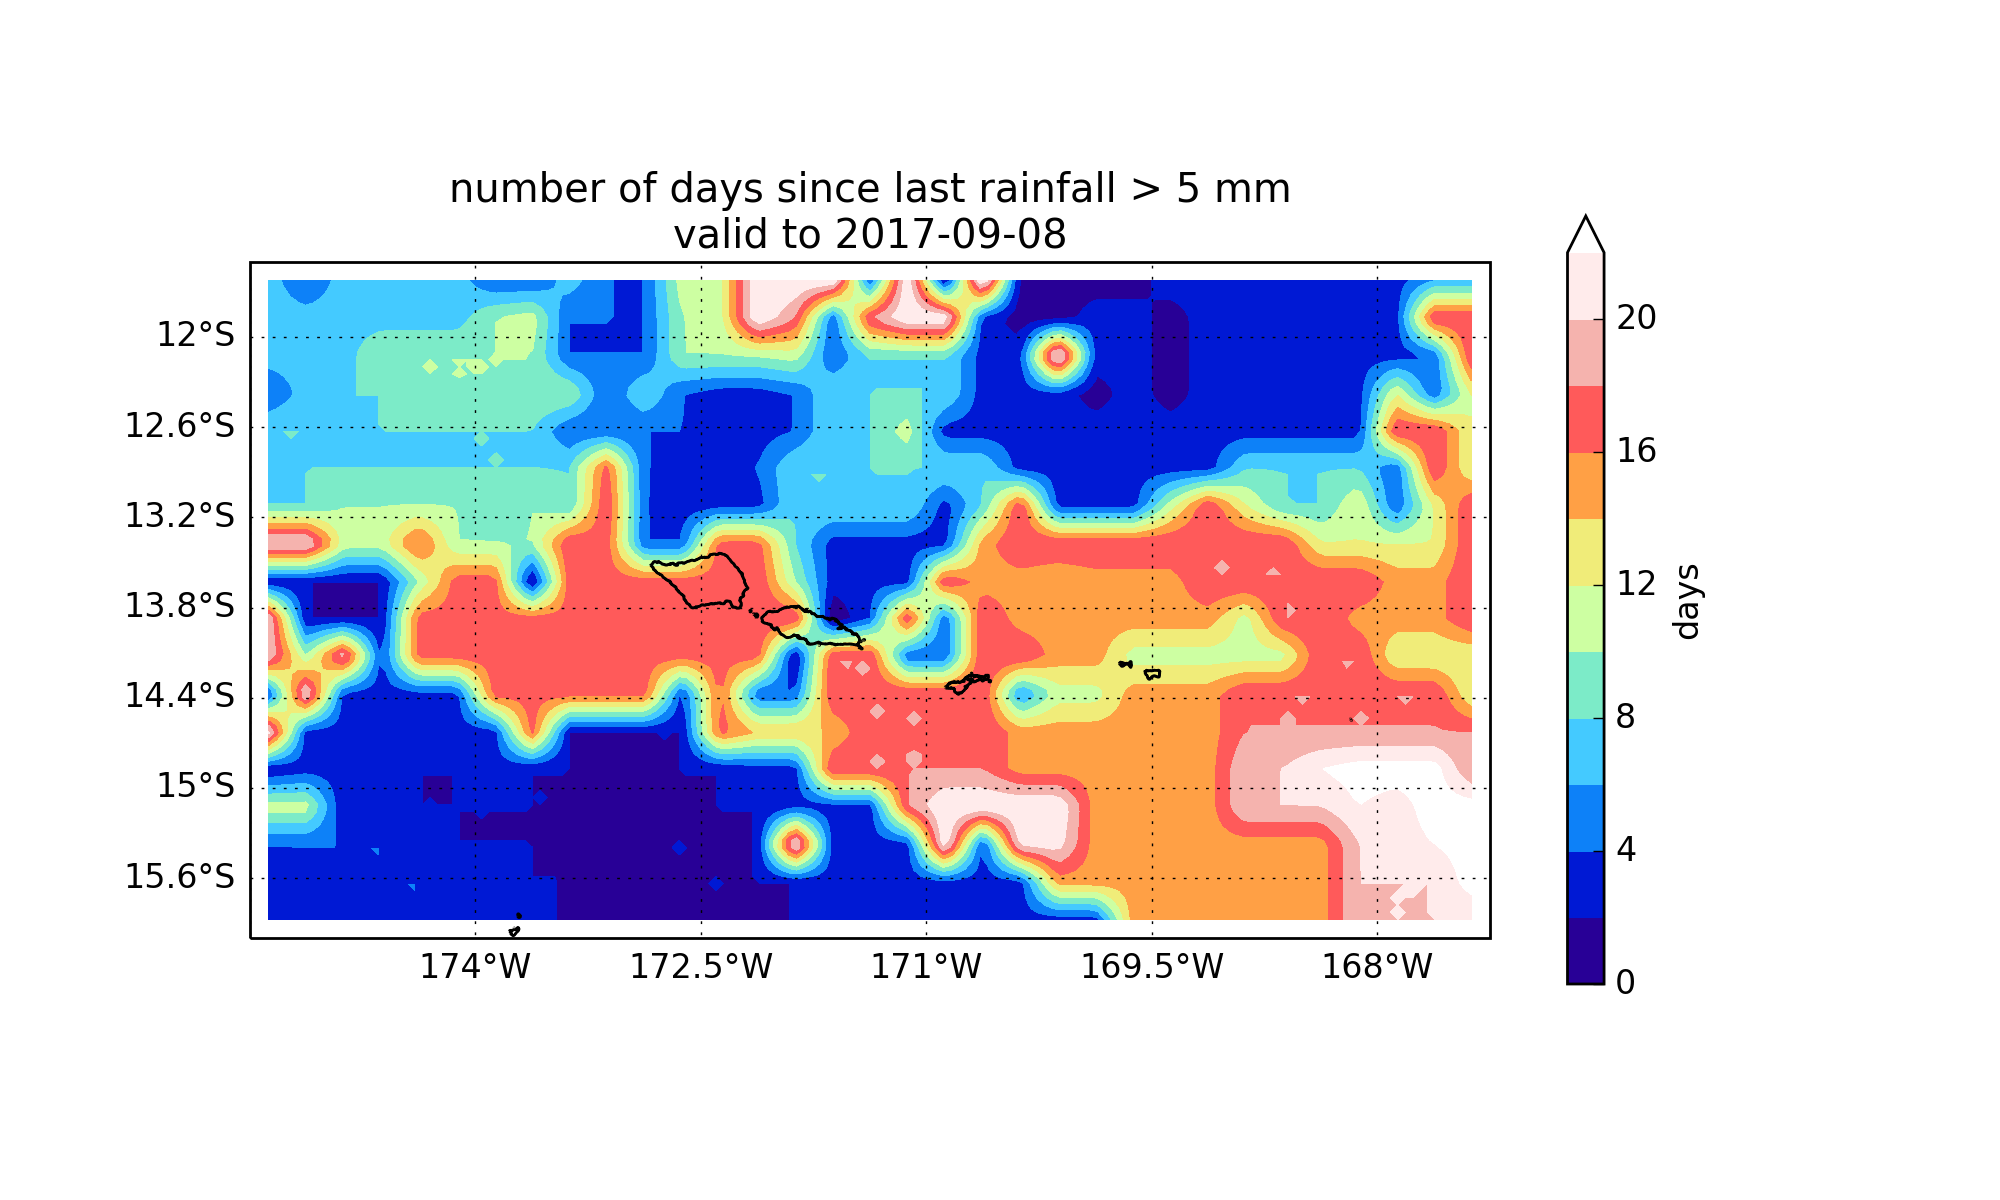 number of days since last rainfall > 5 mm
valid to 2017-09-08
12°S
12.6°S
13.2°S
13.8°S
14.4°S
15°S
15.6°S
174°W
172.5°W
171°W
169.5°W
168°W
20
16
12
8
4
0
days